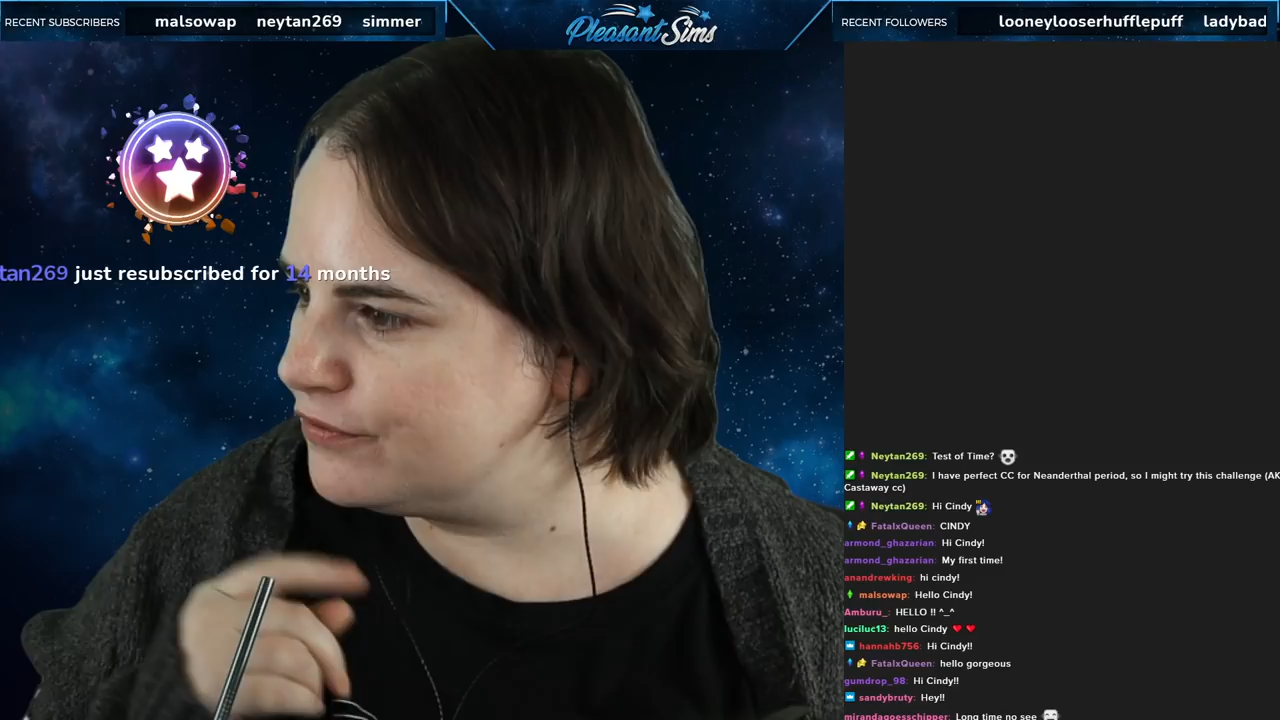 RECENT SUBSCRIBERS malsowap neytan269 simmer
PleasantSims
RECENT FOLLOWERS looneylooserhufflepuff ladybad
tan269 just resubscribed for 14 months
Neytan269: Test of Time?
Neytan269: I have perfect CC for Neanderthal period, so I might try this challenge (AK
Castaway cc)
Neytan269: Hi Cindy
FatalxQueen: CINDY
armond_ghazarian: Hi Cindy!
armond_ghazarian: My first time!
anandrewking: hi cindy!
malsowap: Hello Cindy!
Amburu_: HELLO !! ^_^
luciluc13: hello Cindy
hannahb756: Hi Cindy!!
FatalxQueen: hello gorgeous
gumdrop_98: Hi Cindy!!
sandybruty: Hey!!
mirandagoesschipper: Long time no see